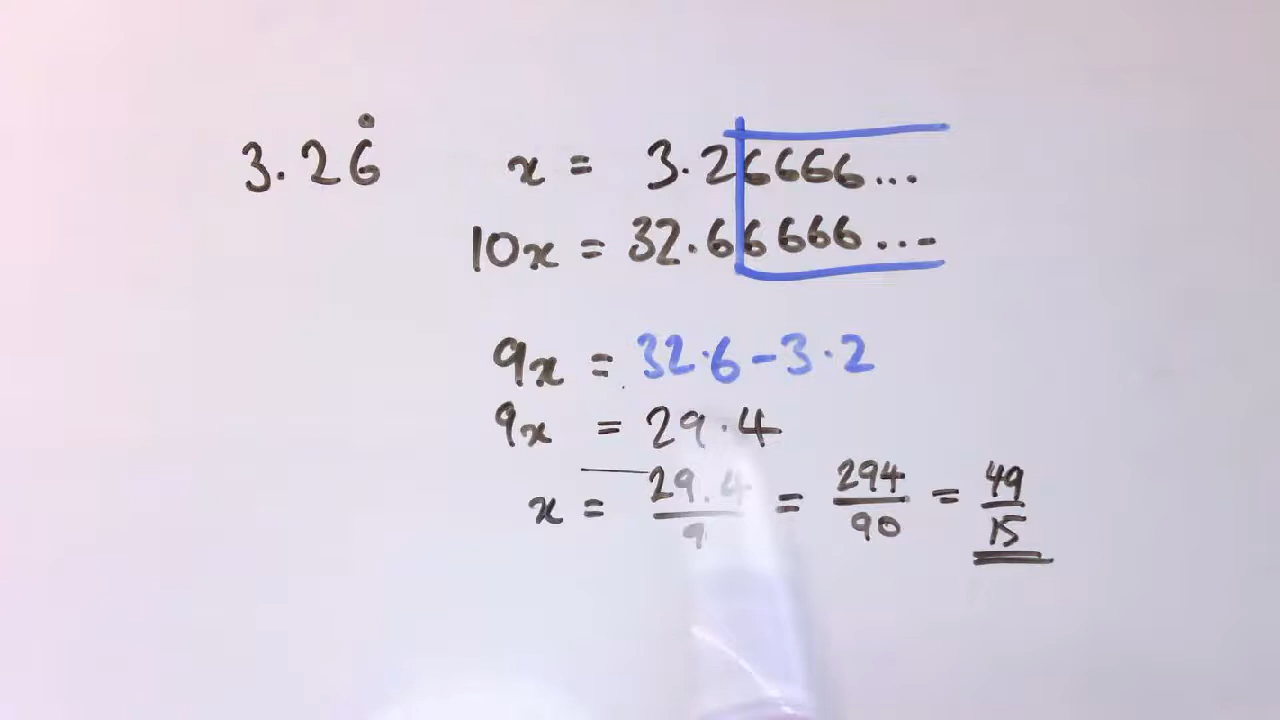 3.26̇ x = 3.26666...
10x = 32.66666...
9x = 32.6-3.2
9x = 29.4
x = 29.4/9 = 294/90 = 49/15